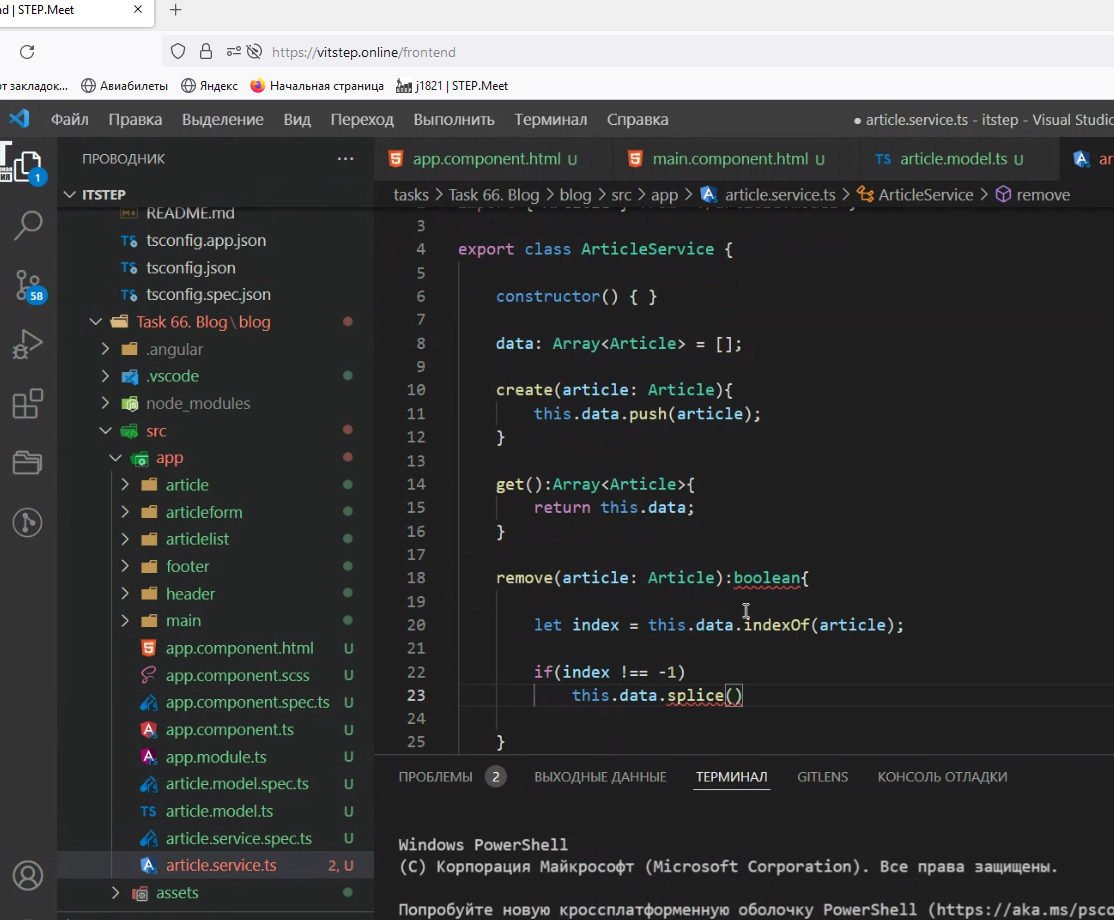 nd | STEP.Meet
https://vitstep.online/frontend
от закладок... Авиабилеты Яндекс Начальная страница j1821 | STEP.Meet
Файл Правка Выделение Вид Переход Выполнить Терминал Справка ● article.service.ts - itstep - Visual Studio
1
58
ПРОВОДНИК ...
ITSTEP
README.md
tsconfig.app.json
tsconfig.json
tsconfig.spec.json
Task 66. Blog\blog
.angular
.vscode
node_modules
src
app
article
articleform
articlelist
footer
header
main
app.component.html U
app.component.scss U
app.component.spec.ts U
app.component.ts U
app.module.ts U
article.model.spec.ts U
article.model.ts U
article.service.spec.ts U
article.service.ts 2, U
assets
app.component.html U main.component.html U TS article.model.ts U ar
tasks > Task 66. Blog > blog > src > app > article.service.ts > ArticleService > remove
3
4 export class ArticleService {
5
6 constructor() { }
7
8 data: Array<Article> = [];
9
10 create(article: Article){
11 this.data.push(article);
12 }
13
14 get():Array<Article>{
15 return this.data;
16 }
17
18 remove(article: Article):boolean{
19
20 let index = this.data.indexOf(article);
21
22 if(index !== -1)
23 this.data.splice()
24
25 }
ПРОБЛЕМЫ 2 ВЫХОДНЫЕ ДАННЫЕ ТЕРМИНАЛ GITLENS КОНСОЛЬ ОТЛАДКИ
Windows PowerShell
(C) Корпорация Майкрософт (Microsoft Corporation). Все права защищены.
Попробуйте новую кроссплатформенную оболочку PowerShell (https://aka.ms/psco